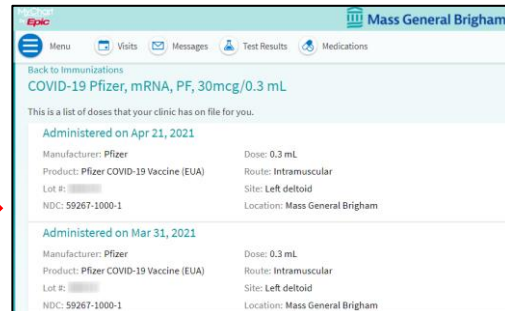 MyChart
by Epic
Mass General Brigham
Menu Visits Messages Test Results Medications
Back to Immunizations
COVID-19 Pfizer, mRNA, PF, 30mcg/0.3 mL
This is a list of doses that your clinic has on file for you.
Administered on Apr 21, 2021
Manufacturer: Pfizer Dose: 0.3 mL
Product: Pfizer COVID-19 Vaccine (EUA) Route: Intramuscular
Lot #: Site: Left deltoid
NDC: 59267-1000-1 Location: Mass General Brigham
Administered on Mar 31, 2021
Manufacturer: Pfizer Dose: 0.3 mL
Product: Pfizer COVID-19 Vaccine (EUA) Route: Intramuscular
Lot #: Site: Left deltoid
NDC: 59267-1000-1 Location: Mass General Brigham